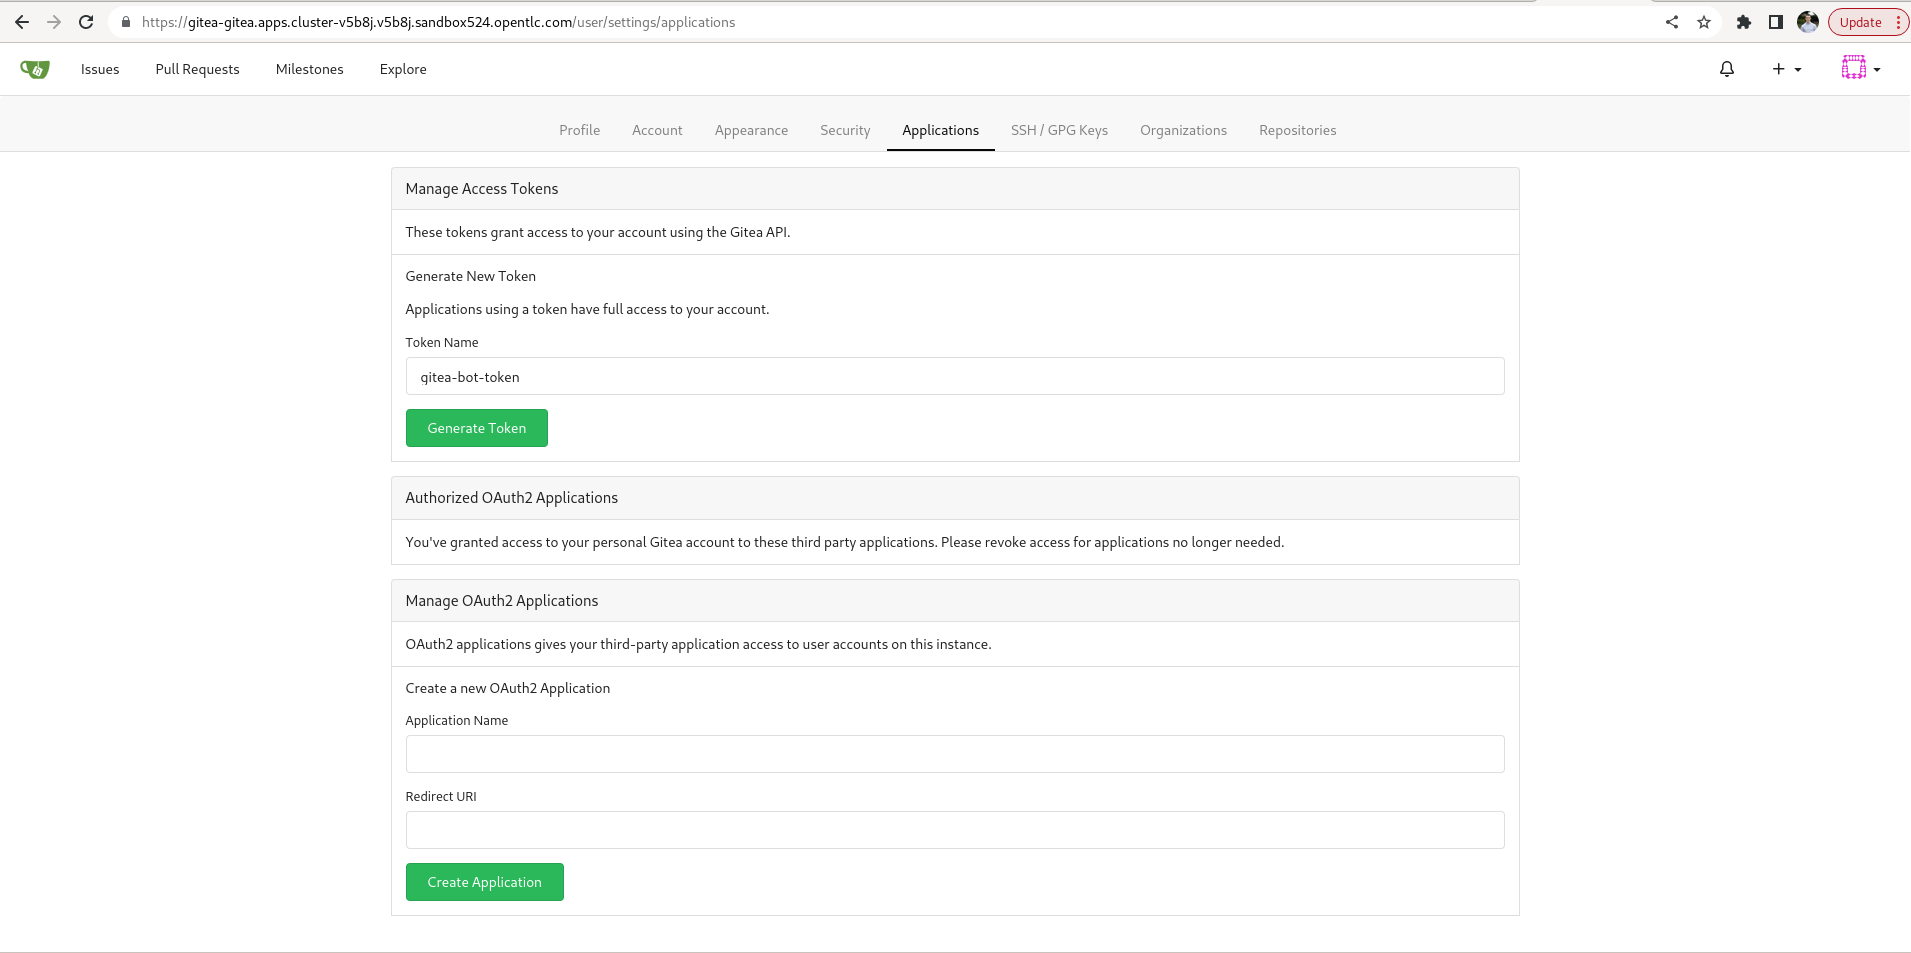 https://gitea-gitea.apps.cluster-v5b8j.v5b8j.sandbox524.opentlc.com/user/settings/applications
Update
Issues Pull Requests Milestones Explore
Profile Account Appearance Security Applications SSH / GPG Keys Organizations Repositories
Manage Access Tokens
These tokens grant access to your account using the Gitea API.
Generate New Token
Applications using a token have full access to your account.
Token Name
gitea-bot-token
Generate Token
Authorized OAuth2 Applications
You've granted access to your personal Gitea account to these third party applications. Please revoke access for applications no longer needed.
Manage OAuth2 Applications
OAuth2 applications gives your third-party application access to user accounts on this instance.
Create a new OAuth2 Application
Application Name
Redirect URI
Create Application